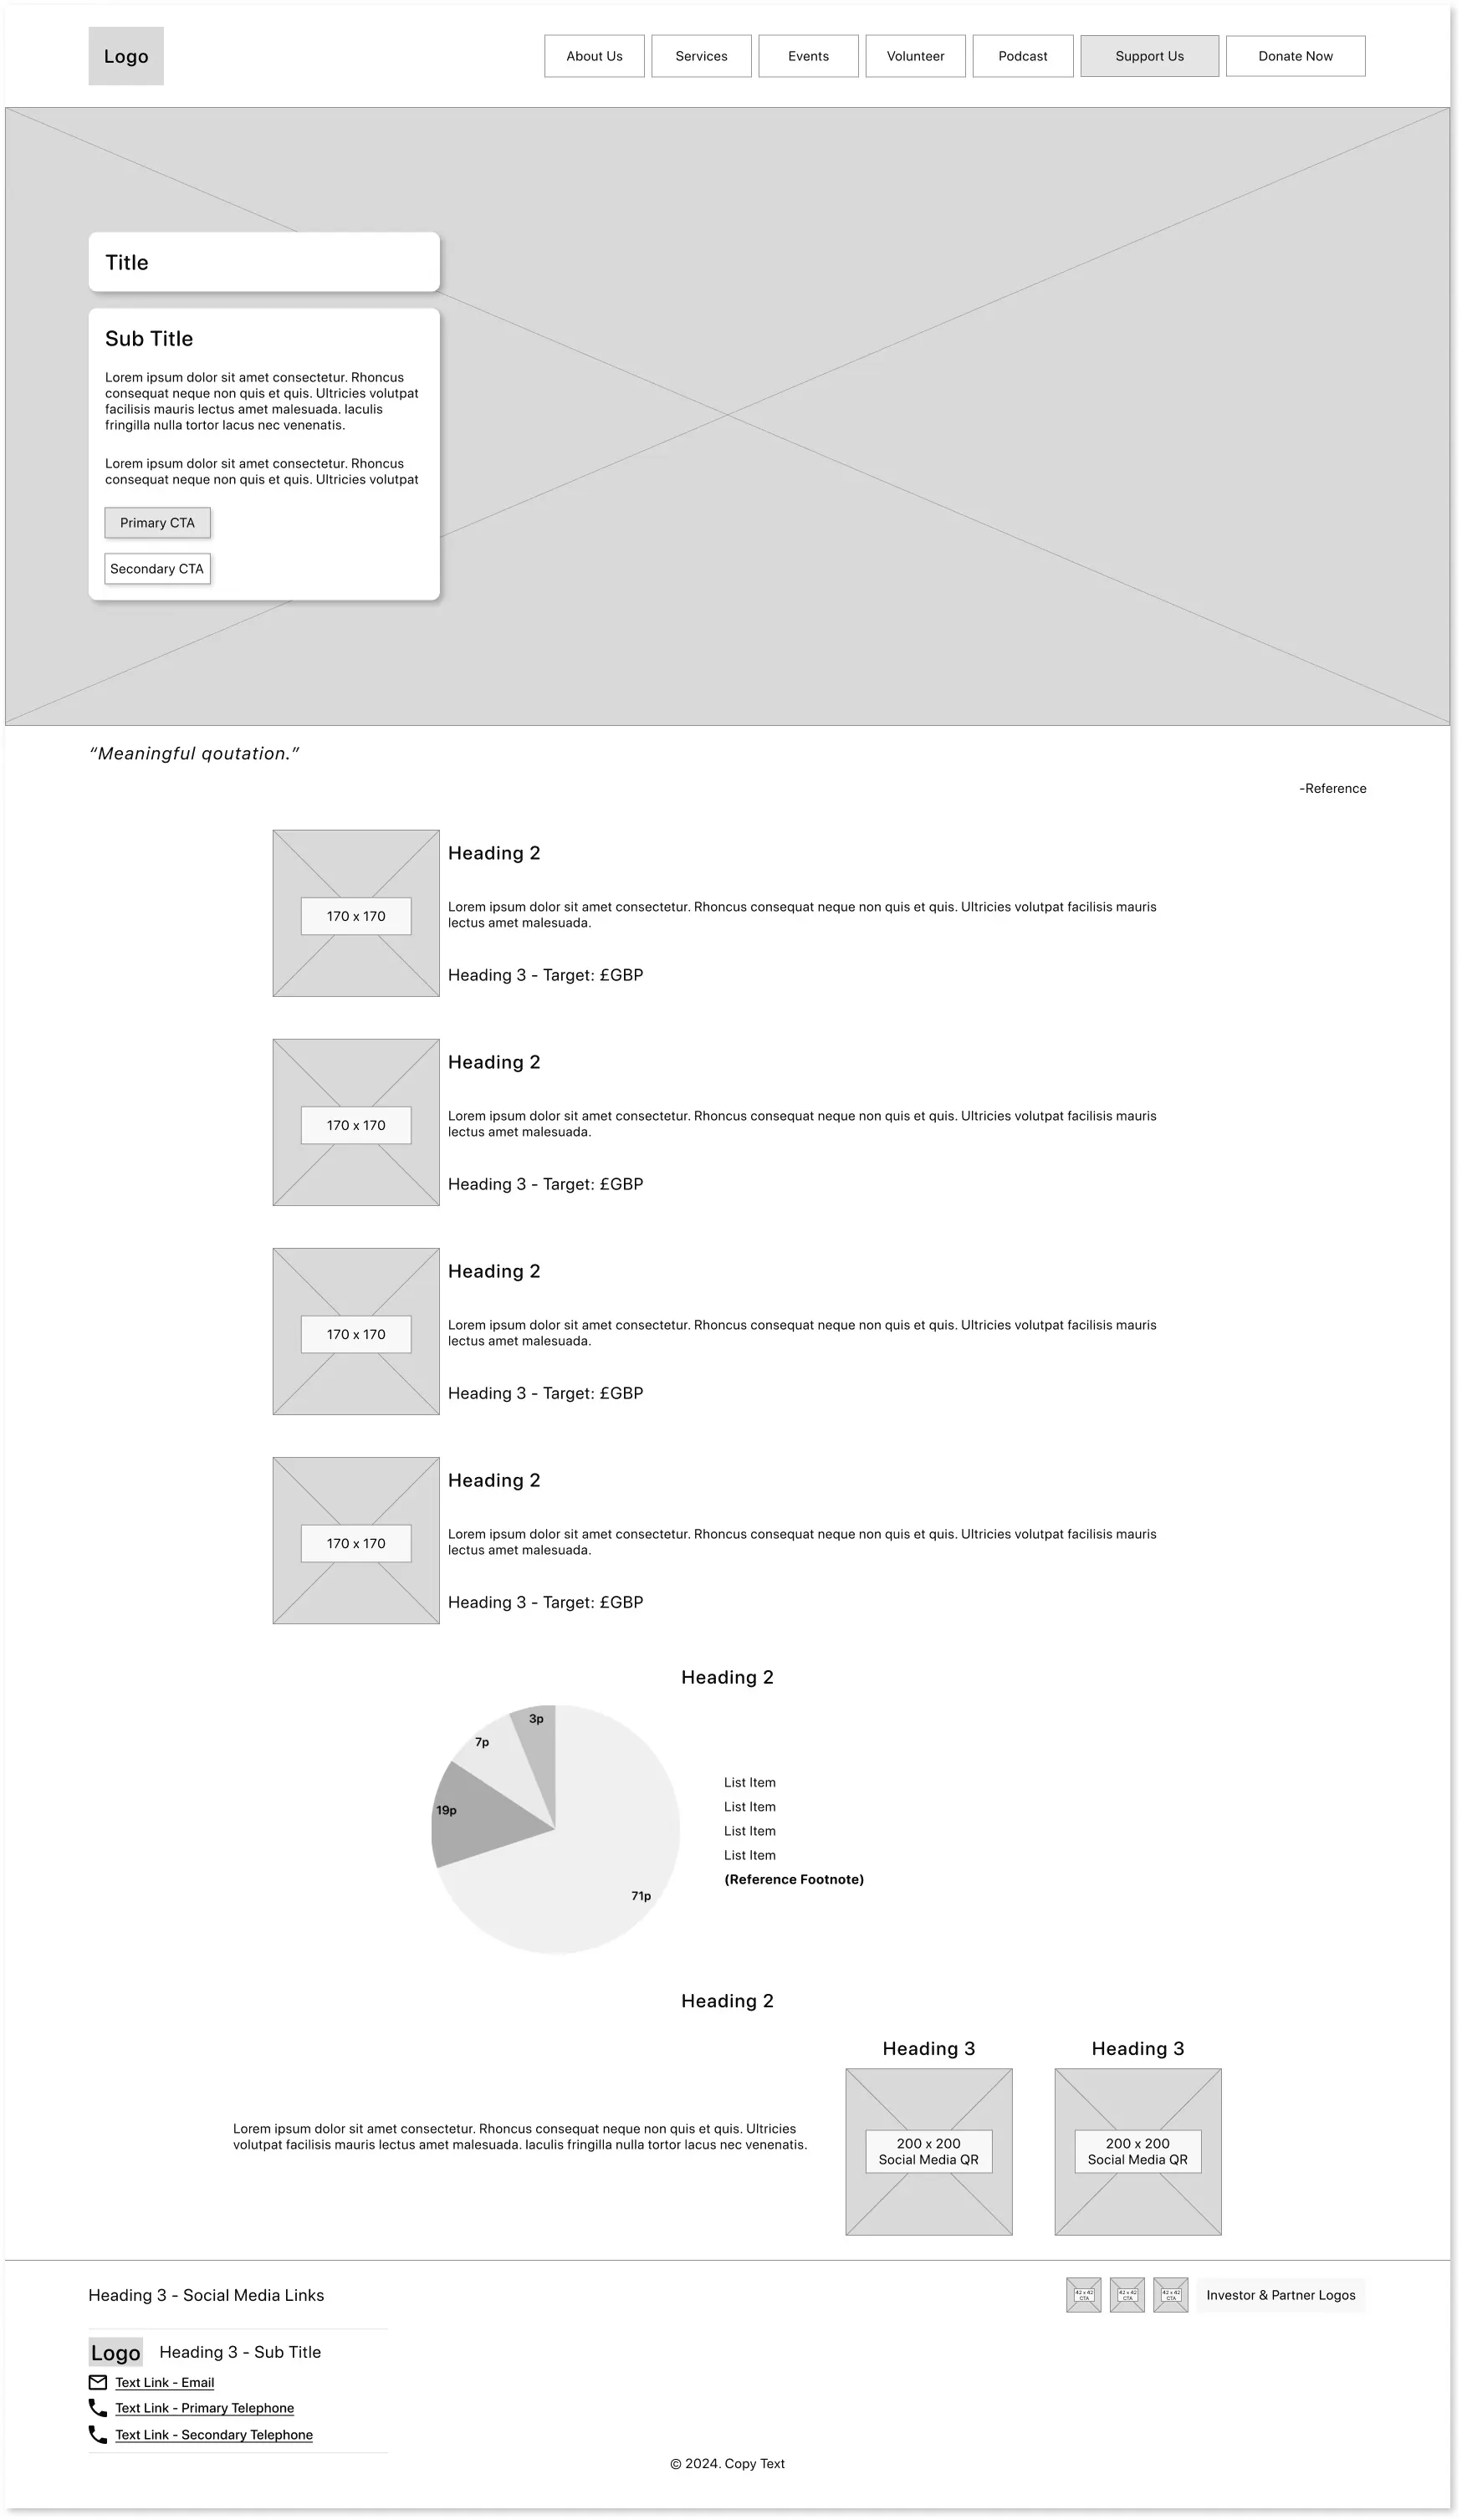 Logo
About Us
Services
Events
Volunteer
Podcast
Support Us
Donate Now
Title
Sub Title
Lorem ipsum dolor sit amet consectetur. Rhoncus
consequat neque non quis et quis. Ultricies volutpat
facilisis mauris lectus amet malesuada. Iaculis
fringilla nulla tortor lacus nec venenatis.
Lorem ipsum dolor sit amet consectetur. Rhoncus
consequat neque non quis et quis. Ultricies volutpat
Primary CTA
Secondary CTA
“Meaningful qoutation.”
-Reference
170 x 170
Heading 2
Lorem ipsum dolor sit amet consectetur. Rhoncus consequat neque non quis et quis. Ultricies volutpat facilisis mauris
lectus amet malesuada.
Heading 3 - Target: £GBP
170 x 170
Heading 2
Lorem ipsum dolor sit amet consectetur. Rhoncus consequat neque non quis et quis. Ultricies volutpat facilisis mauris
lectus amet malesuada.
Heading 3 - Target: £GBP
170 x 170
Heading 2
Lorem ipsum dolor sit amet consectetur. Rhoncus consequat neque non quis et quis. Ultricies volutpat facilisis mauris
lectus amet malesuada.
Heading 3 - Target: £GBP
170 x 170
Heading 2
Lorem ipsum dolor sit amet consectetur. Rhoncus consequat neque non quis et quis. Ultricies volutpat facilisis mauris
lectus amet malesuada.
Heading 3 - Target: £GBP
Heading 2
3p
7p
19p
71p
List Item
List Item
List Item
List Item
(Reference Footnote)
Heading 2
Lorem ipsum dolor sit amet consectetur. Rhoncus consequat neque non quis et quis. Ultricies
volutpat facilisis mauris lectus amet malesuada. Iaculis fringilla nulla tortor lacus nec venenatis.
Heading 3
200 x 200
Social Media QR
Heading 3
200 x 200
Social Media QR
Heading 3 - Social Media Links
42 x 42
CTA
42 x 42
CTA
42 x 42
CTA
Investor & Partner Logos
Logo
Heading 3 - Sub Title
Text Link - Email
Text Link - Primary Telephone
Text Link - Secondary Telephone
© 2024. Copy Text